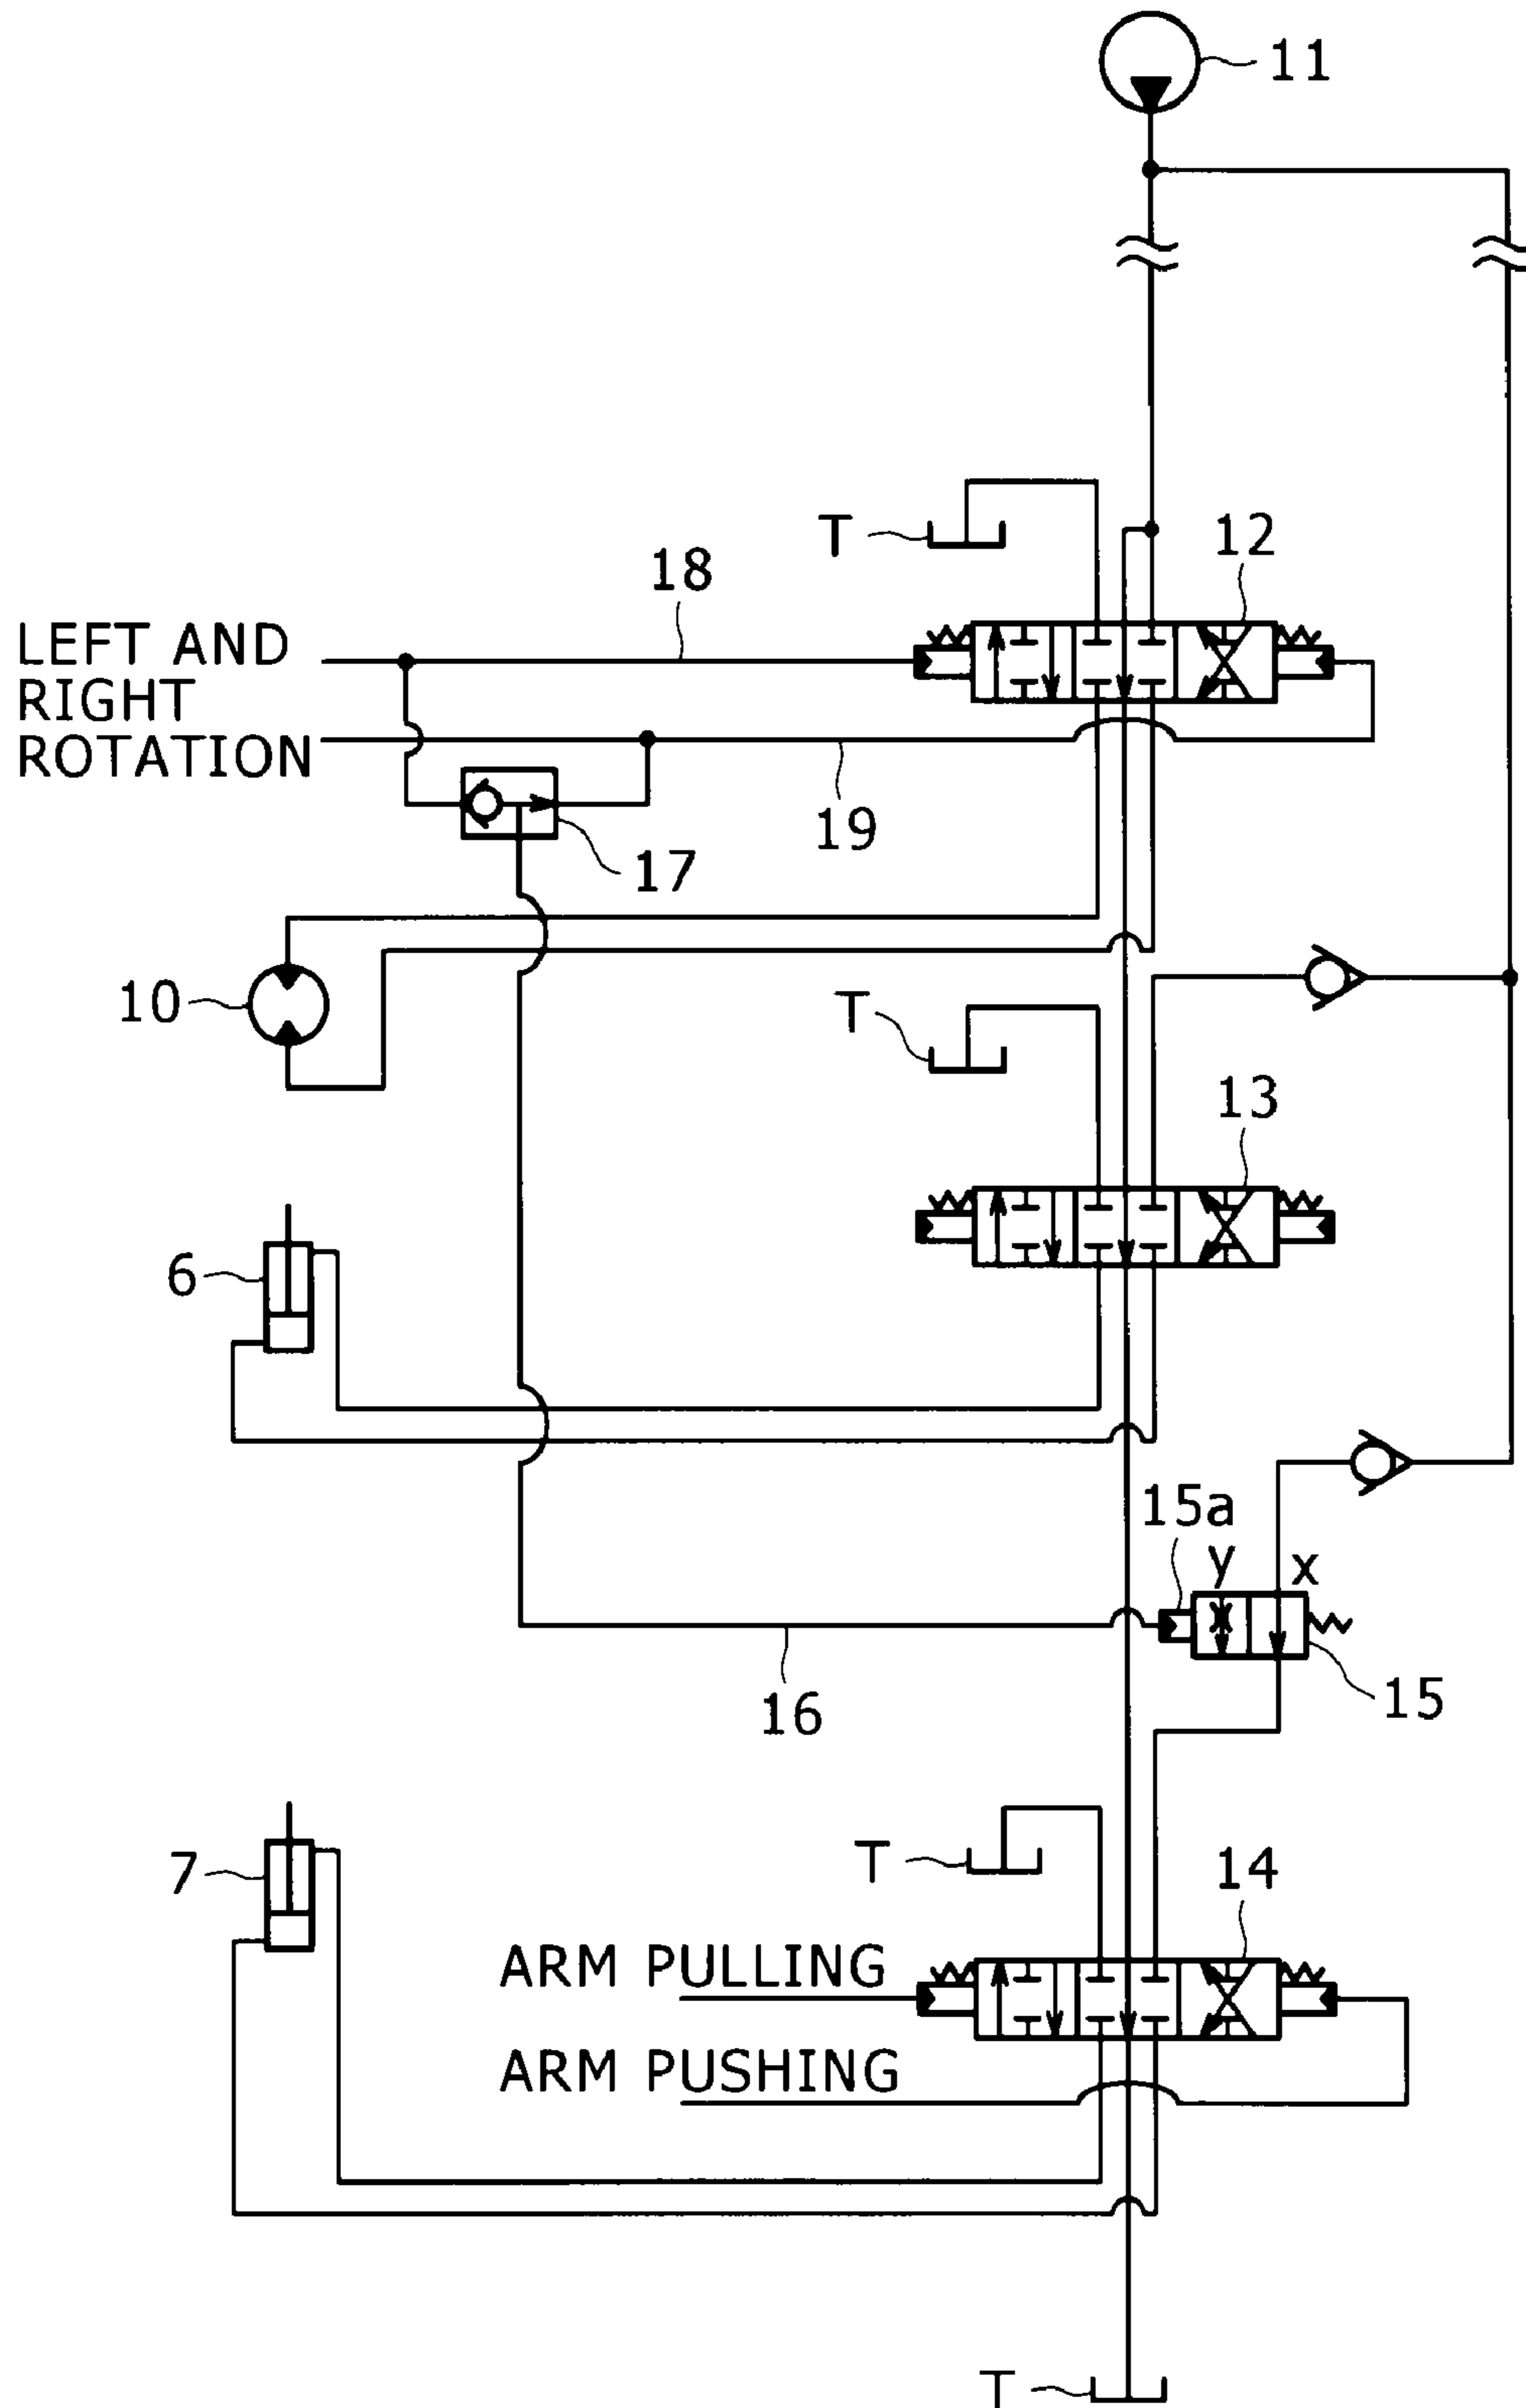 11
T
12
18
LEFT AND
RIGHT
ROTATION
19
17
10
T
13
6
15a
y
x
16
15
7
T
14
ARM PULLING
ARM PUSHING
T